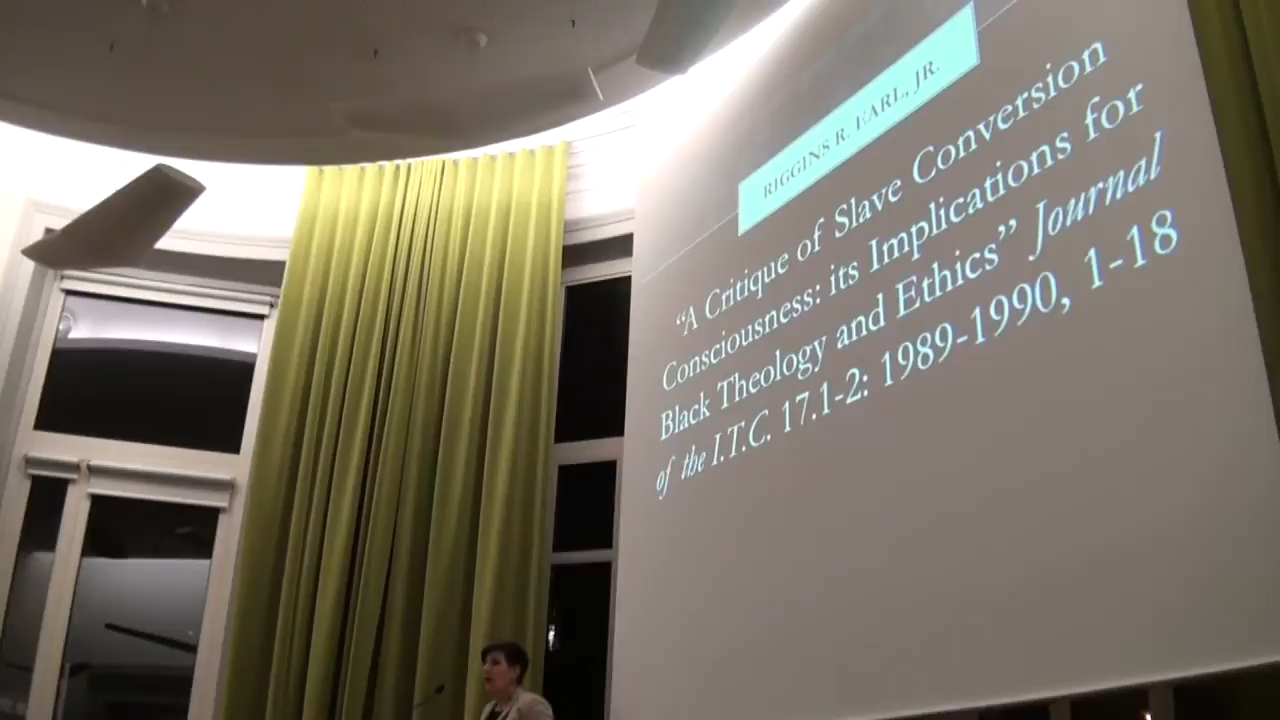 RIGGINS R. EARL, JR.
“A Critique of Slave Conversion
Consciousness: its Implications for
Black Theology and Ethics” Journal
of the I.T.C. 17.1-2: 1989-1990, 1-18